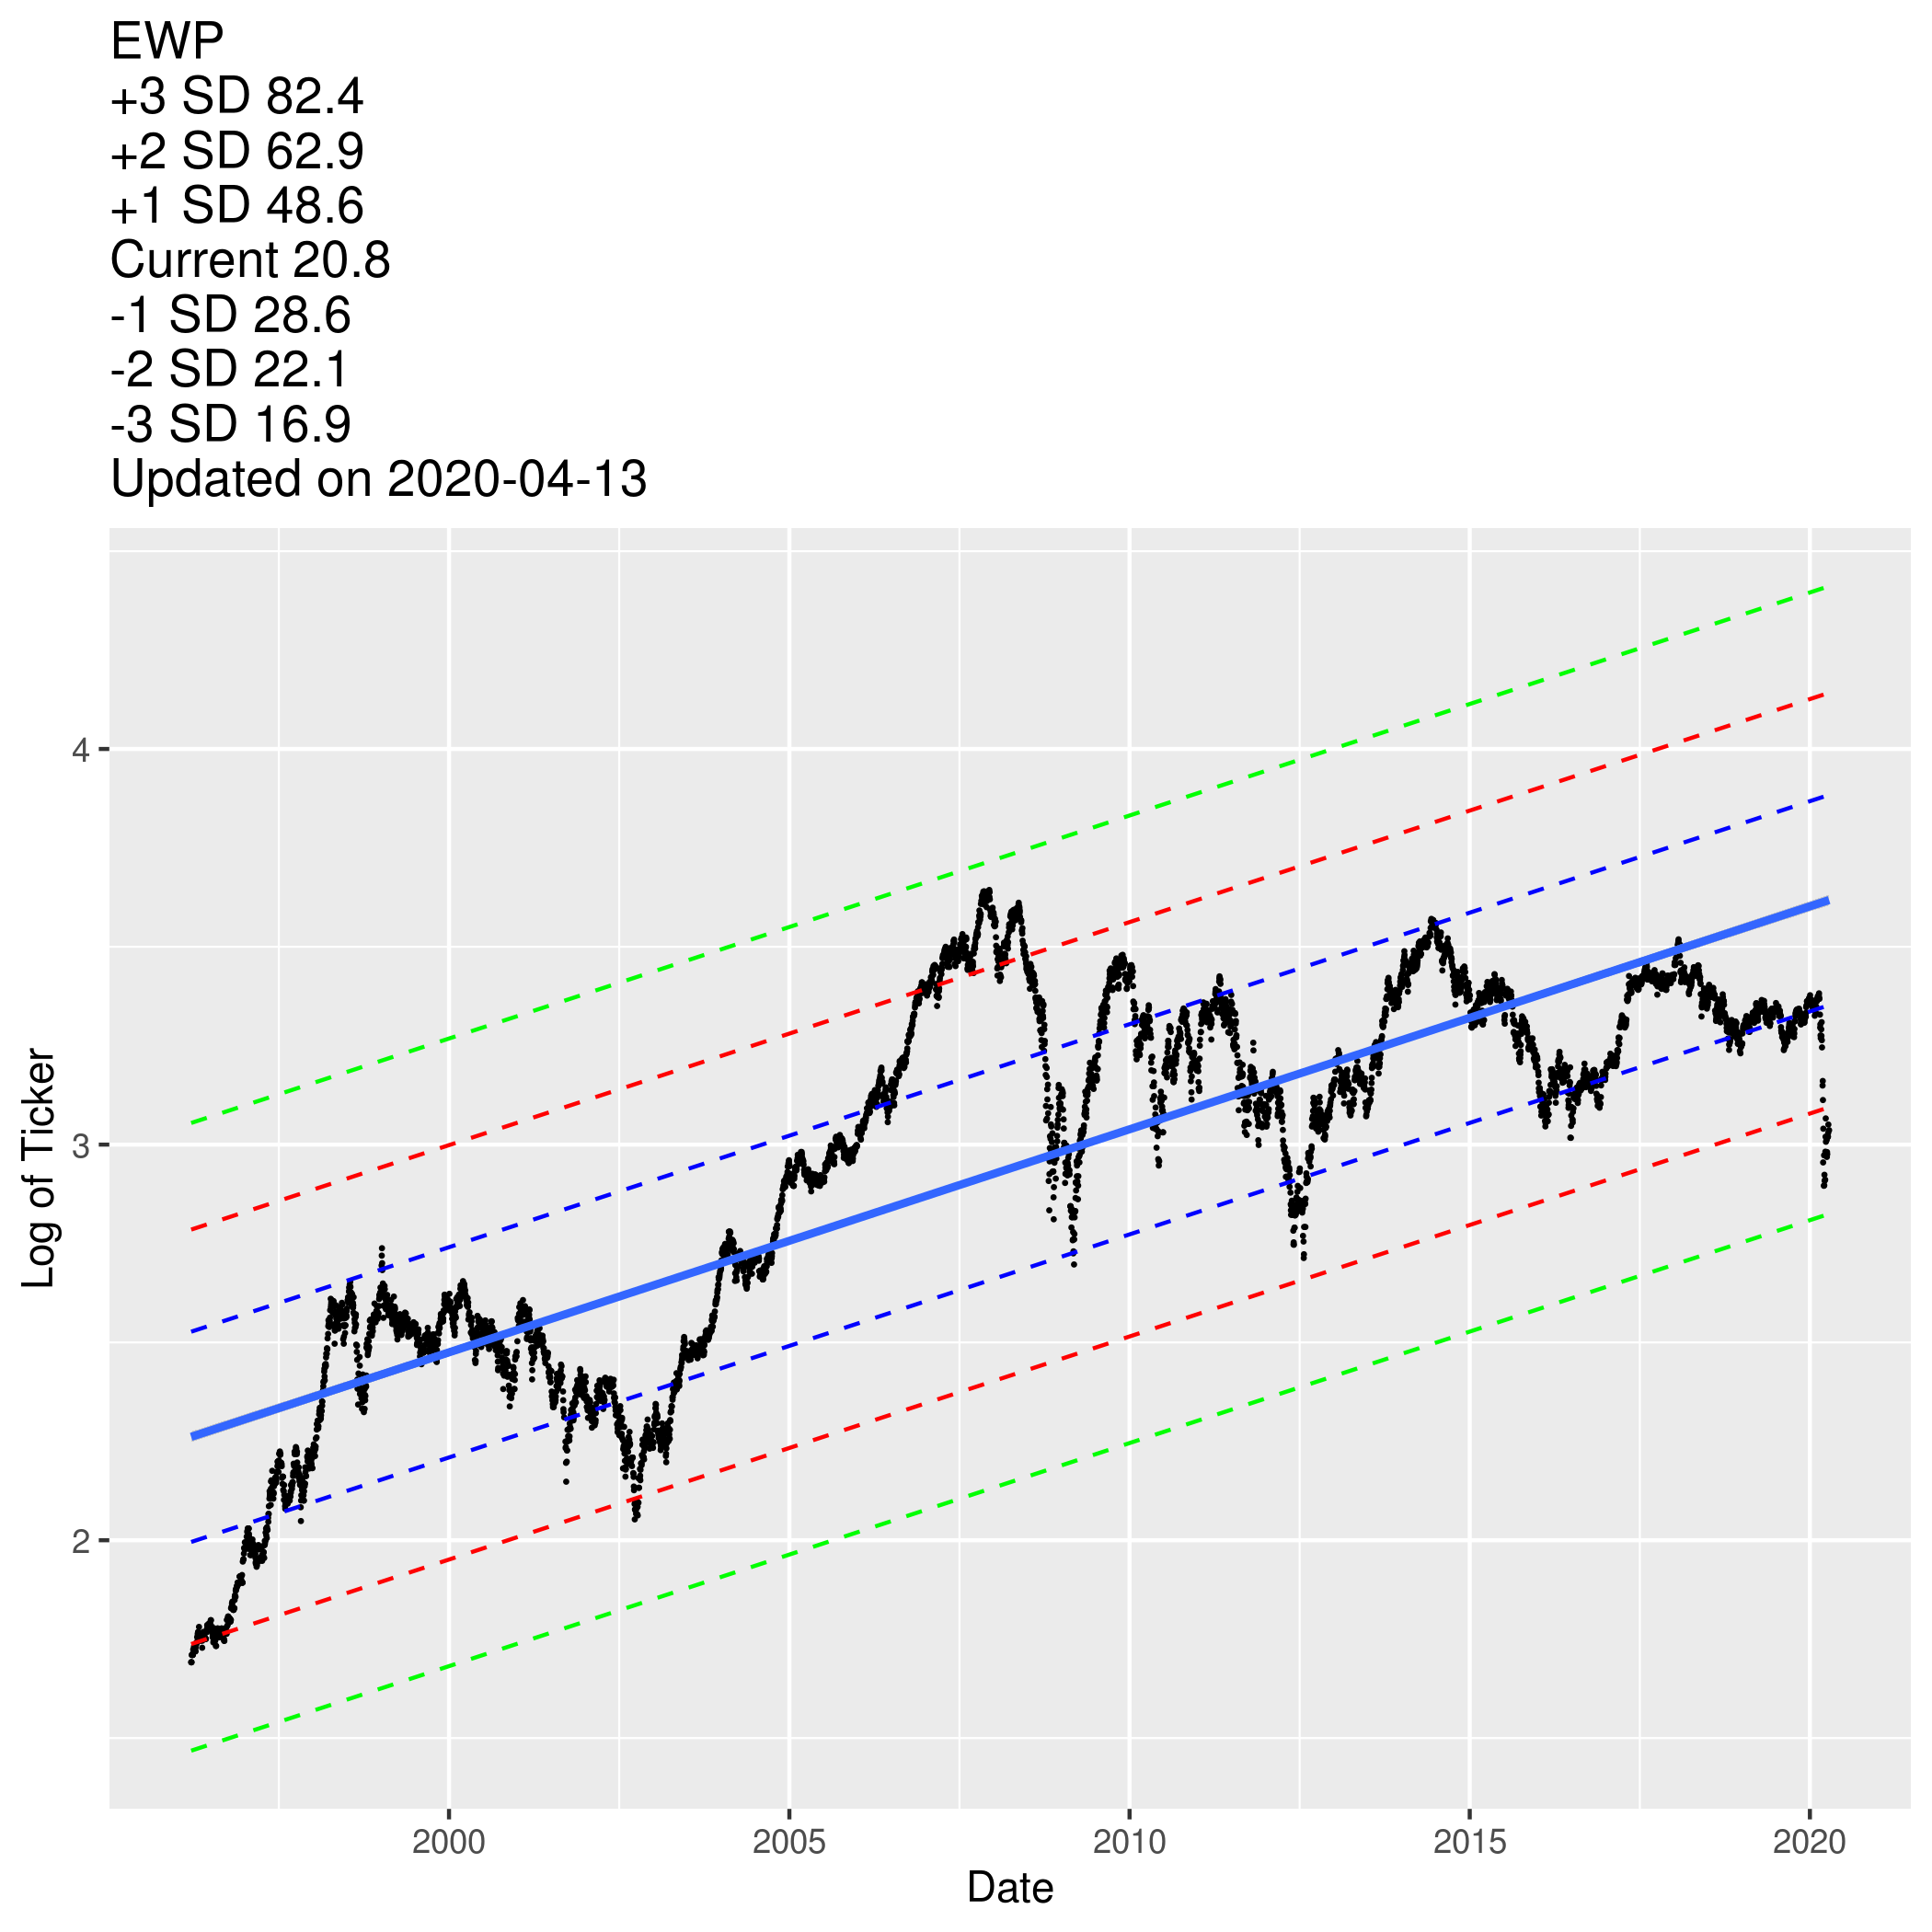 EWP
+3 SD 82.4
+2 SD 62.9
+1 SD 48.6
Current 20.8
-1 SD 28.6
-2 SD 22.1
-3 SD 16.9
Updated on 2020-04-13
4
3
2
Log of Ticker
2000 2005 2010 2015 2020
Date